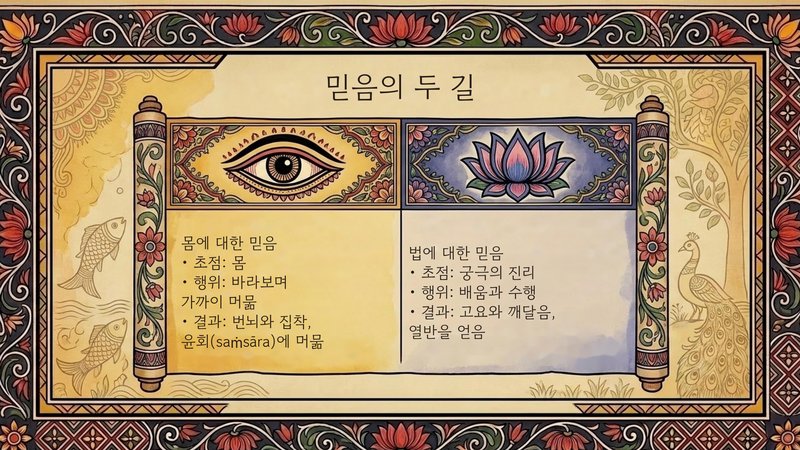 믿음의 두 길
몸에 대한 믿음
• 초점: 몸
• 행위: 바라보며
가까이 머묾
• 결과: 번뇌와 집착,
윤회(saṁsāra)에 머묾
법에 대한 믿음
• 초점: 궁극의 진리
• 행위: 배움과 수행
• 결과: 고요와 깨달음,
열반을 얻음